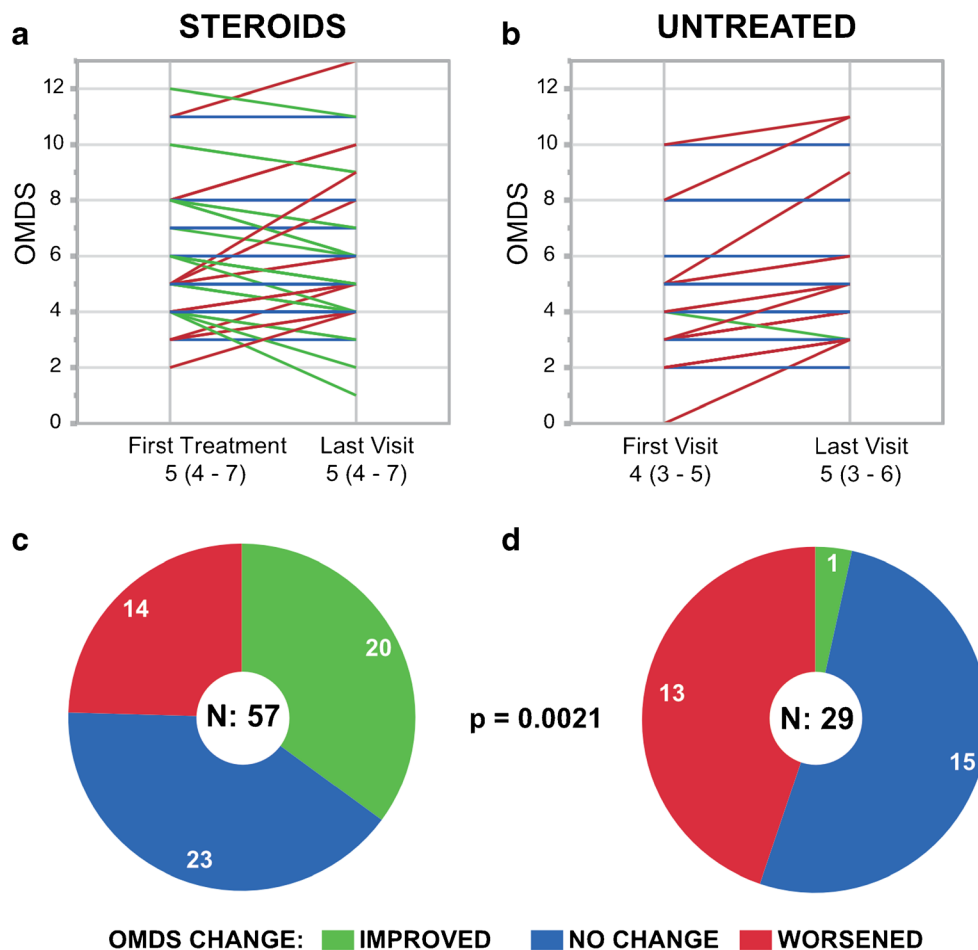 a
STEROIDS
b
UNTREATED
OMDS
12
10
8
6
4
2
0
First Treatment
5 (4 - 7)
Last Visit
5 (4 - 7)
OMDS
12
10
8
6
4
2
0
First Visit
4 (3 - 5)
Last Visit
5 (3 - 6)
c
14
20
N: 57
23
p = 0.0021
d
1
13
N: 29
15
OMDS CHANGE: IMPROVED NO CHANGE WORSENED